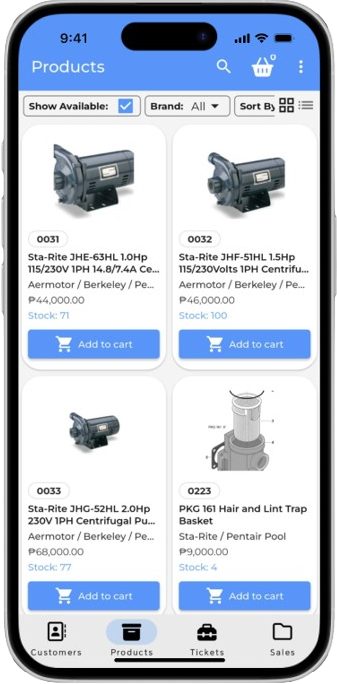 9:41
Products
0
Show Available:
Brand: All
Sort By
0031
Sta-Rite JHE-63HL 1.0Hp
115/230V 1PH 14.8/7.4A Ce...
Aermotor / Berkeley / Pe...
₱44,000.00
Stock: 71
Add to cart
0032
Sta-Rite JHF-51HL 1.5Hp
115/230Volts 1PH Centrifu...
Aermotor / Berkeley / Pe...
₱46,000.00
Stock: 100
Add to cart
0033
Sta-Rite JHG-52HL 2.0Hp
230V 1PH Centrifugal Pu...
Aermotor / Berkeley / Pe...
₱68,000.00
Stock: 77
Add to cart
0223
PKG 161 Hair and Lint Trap
Basket
Sta-Rite / Pentair Pool
₱9,000.00
Stock: 4
Add to cart
Customers
Products
Tickets
Sales